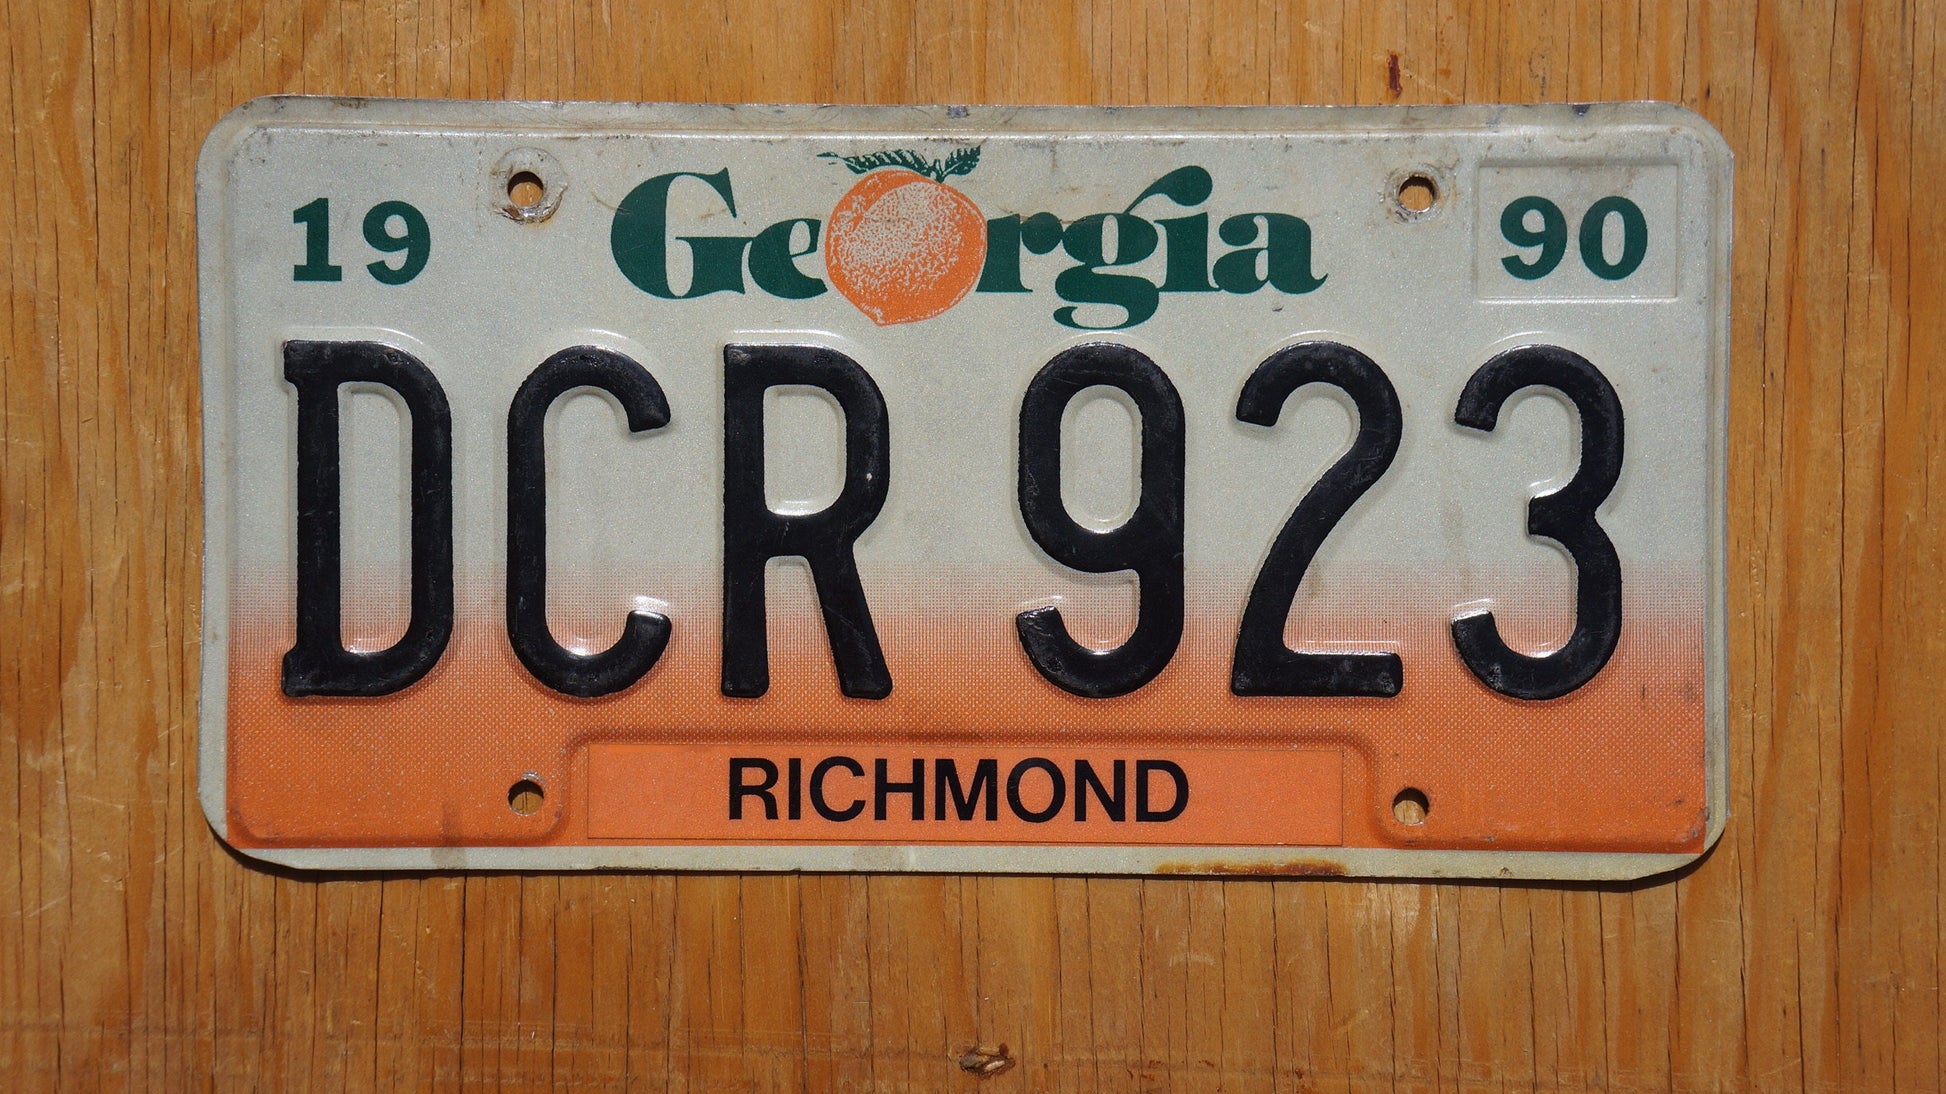 19 Georgia 90
DCR 923
RICHMOND